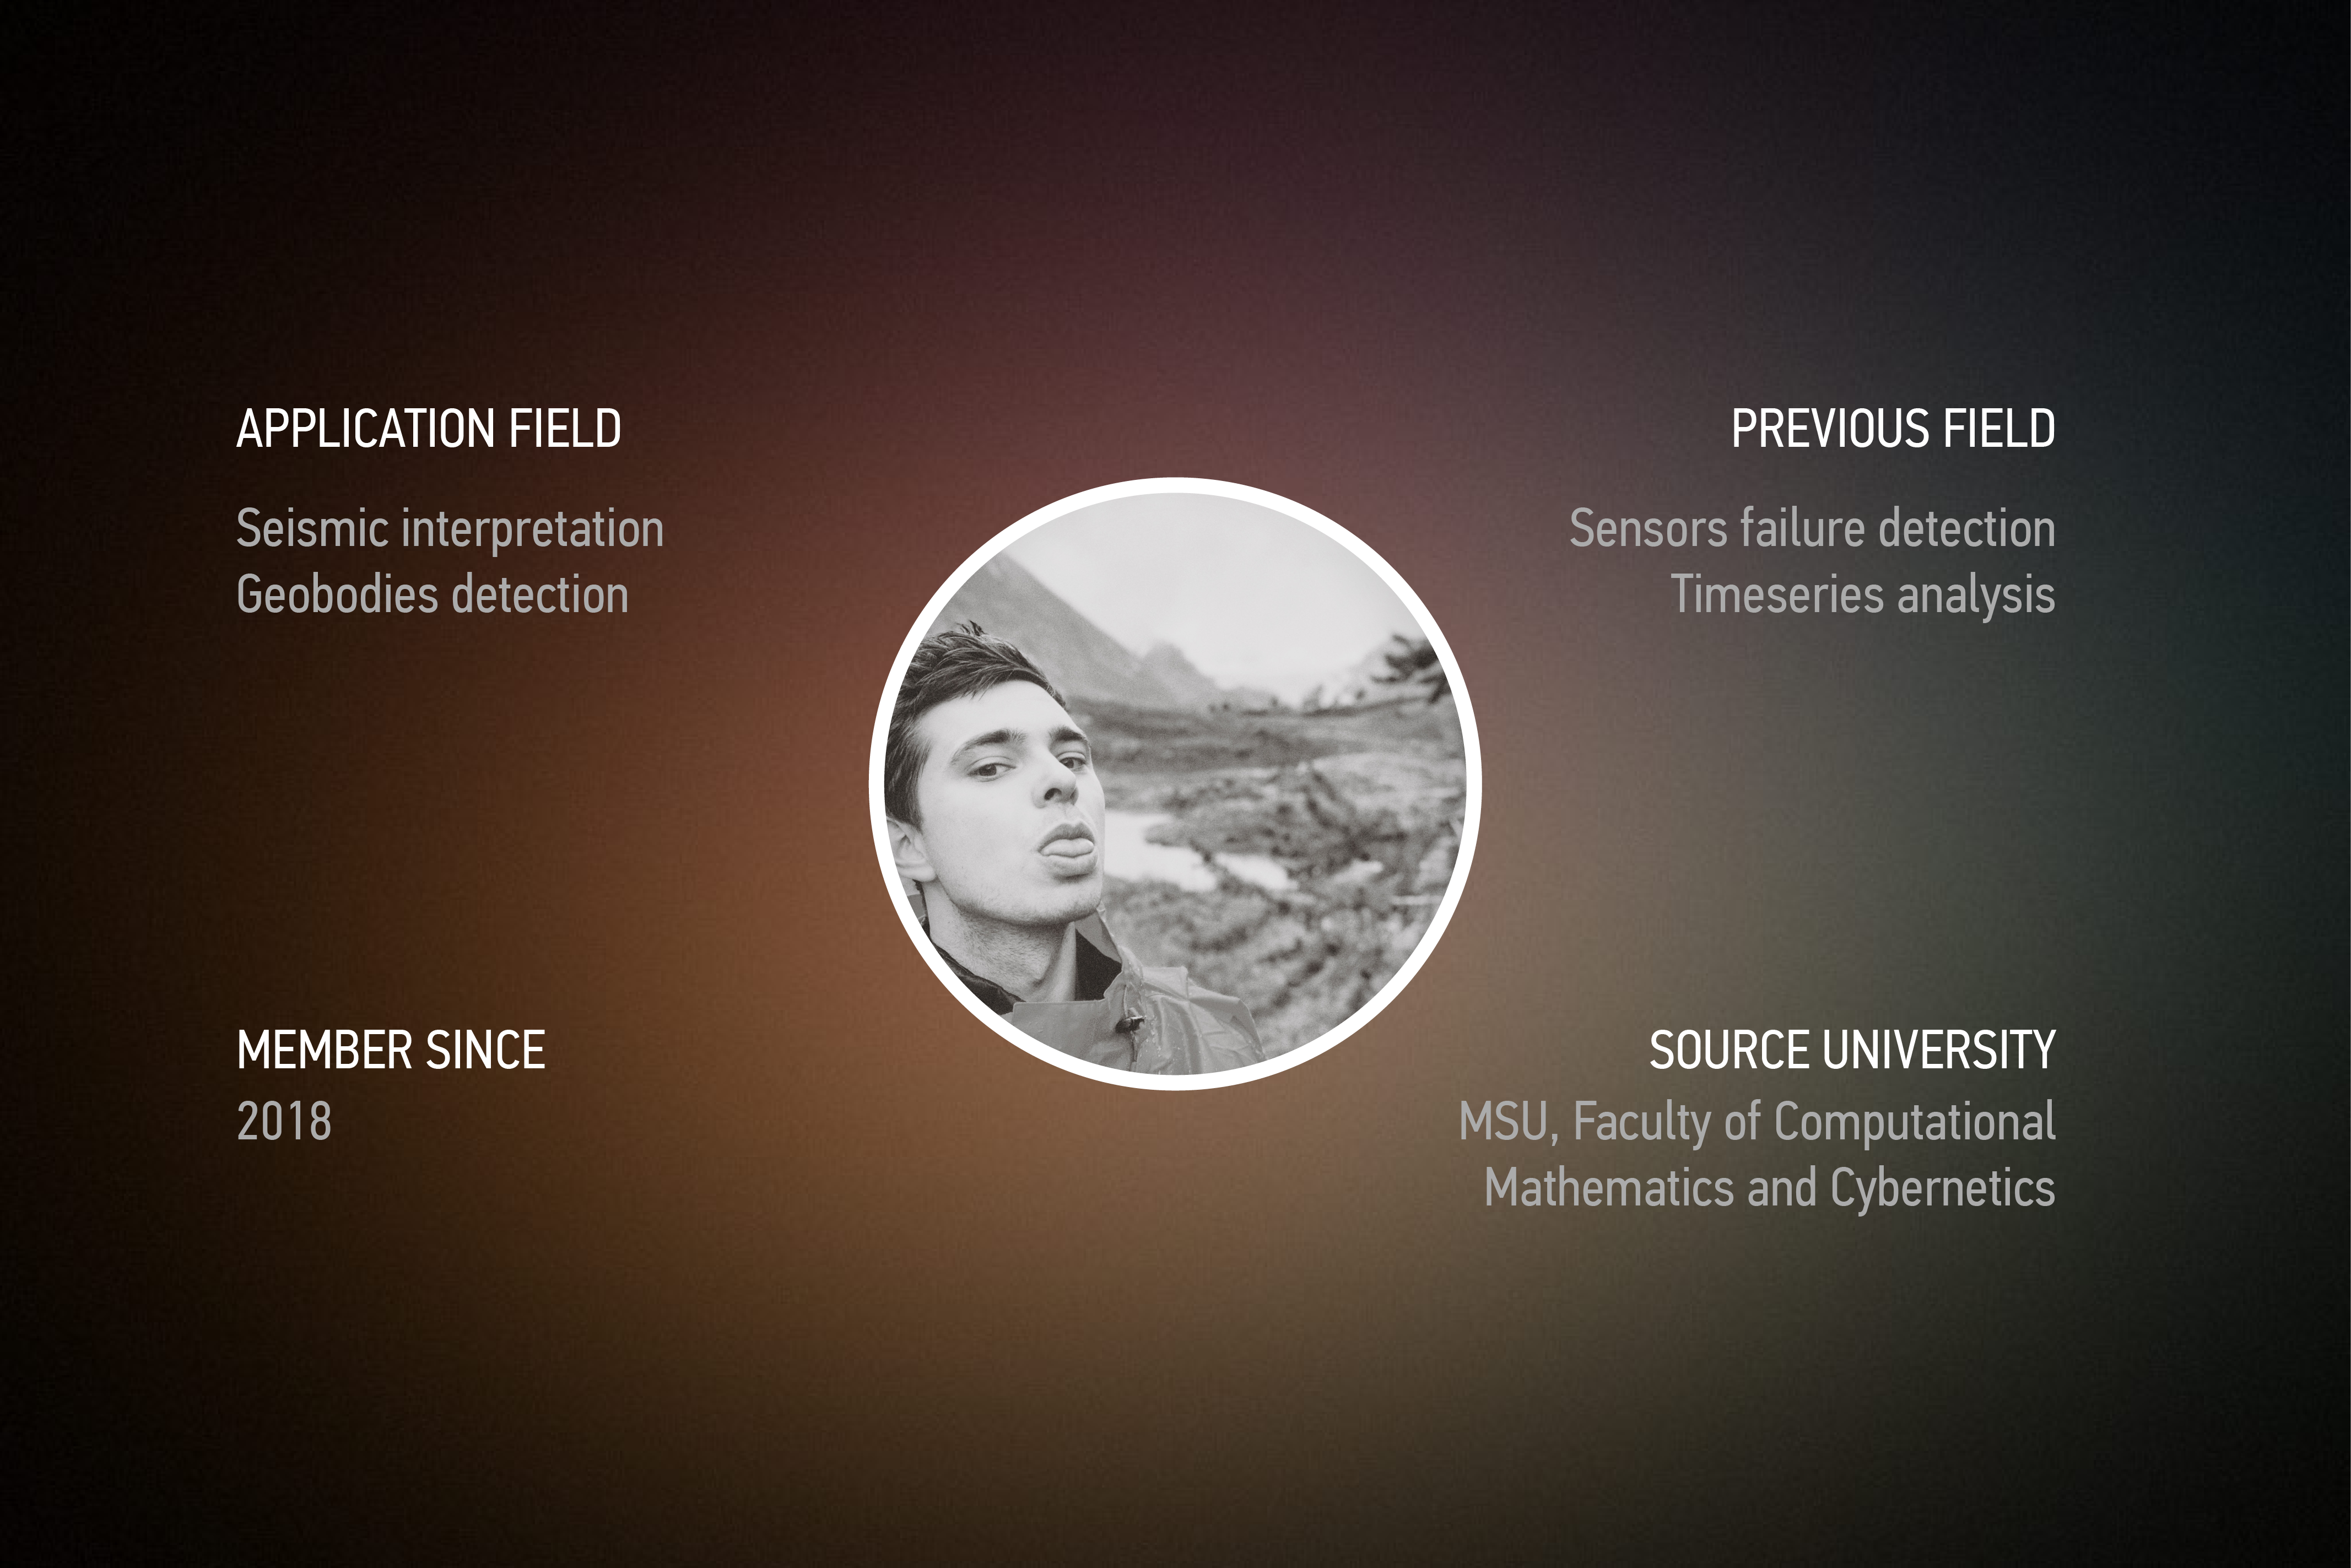 APPLICATION FIELD
Seismic interpretation
Geobodies detection
PREVIOUS FIELD
Sensors failure detection
Timeseries analysis
MEMBER SINCE
2018
SOURCE UNIVERSITY
MSU, Faculty of Computational
Mathematics and Cybernetics